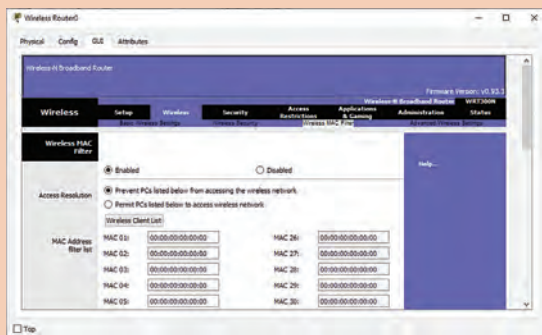 Wireless Router0
Physical Config GUI Attributes
Wireless-N Broadband Router
Firmware Version: v0.93.3
Wireless-N Broadband Router WRT300N
Wireless Setup Wireless Security Access Restrictions Applications & Gaming Administration Status
Basic Wireless Settings Wireless Security Wireless MAC Filter Advanced Wireless Settings
Wireless MAC Filter
Enabled Disabled
Help...
Access Resolution Prevent PCs listed below from accessing the wireless network
Permit PCs listed below to access wireless network
Wireless Client List
MAC Address filter list
MAC 01: 00:00:00:00:00:00 MAC 26: 00:00:00:00:00:00
MAC 02: 00:00:00:00:00:00 MAC 27: 00:00:00:00:00:00
MAC 03: 00:00:00:00:00:00 MAC 28: 00:00:00:00:00:00
MAC 04: 00:00:00:00:00:00 MAC 29: 00:00:00:00:00:00
MAC 05: 00:00:00:00:00:00 MAC 30: 00:00:00:00:00:00
Top